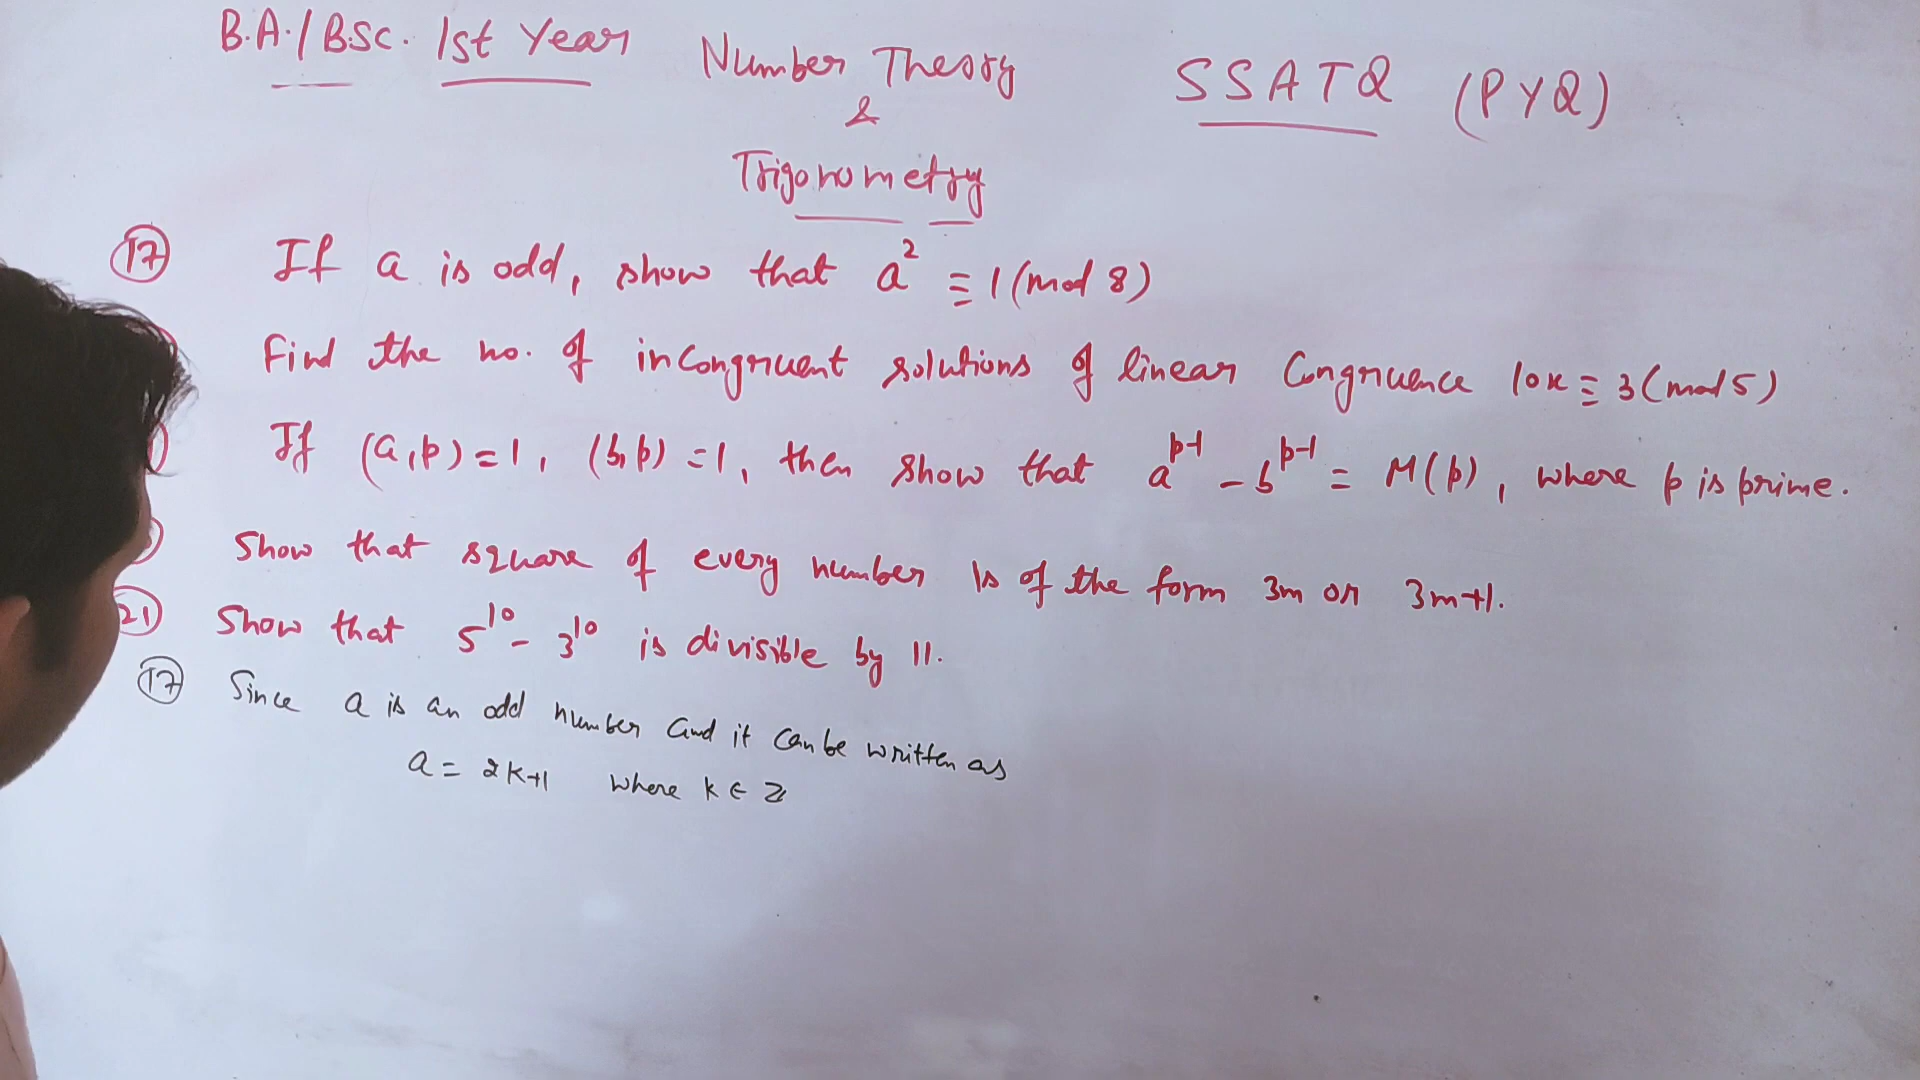 B.A./B.Sc. 1st Year Number Theory & Trigonometry SSATQ (PYQ)
(17) If a is odd, show that a² ≡ 1 (mod 8)
Find the no. of incongruent solutions of linear Congruence 10x ≡ 3 (mod 5)
If (a,p)=1, (b,p)=1, then show that a^{p-1} - b^{p-1} = M(p), where p is prime.
Show that square of every number is of the form 3m or 3m+1.
(21) Show that 5^{10} - 3^{10} is divisible by 11.
(17) Since a is an odd number and it can be written as
a = 2k+1 where k ∈ Z